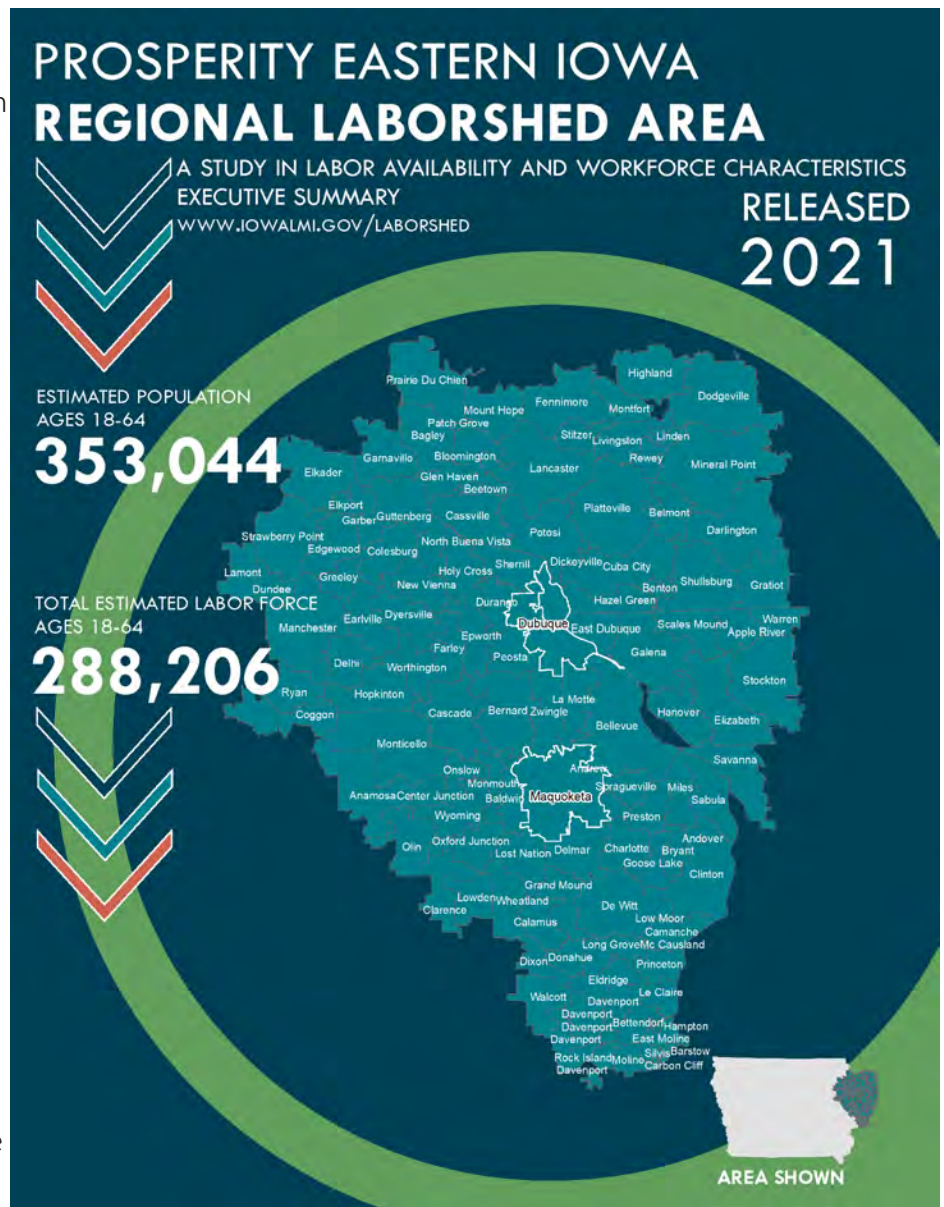 PROSPERITY EASTERN IOWA
REGIONAL LABORSHED AREA
A STUDY IN LABOR AVAILABILITY AND WORKFORCE CHARACTERISTICS
EXECUTIVE SUMMARY
WWW.IOWALMI.GOV/LABORSHED
RELEASED
2021
ESTIMATED POPULATION
AGES 18-64
353,044
TOTAL ESTIMATED LABOR FORCE
AGES 18-64
288,206
Prairie Du Chien
Highland
Dodgeville
Mount Hope
Fennimore
Montfort
Patch Grove
Bagley
Stitzer
Livingston
Linden
Garnavillo
Bloomington
Rewey
Mineral Point
Elkader
Glen Haven
Lancaster
Beetown
Elkport
Platteville
Belmont
Garber
Guttenberg
Cassville
Darlington
Strawberry Point
Potosi
Edgewood
Colesburg
North Buena Vista
Lamont
Greeley
Holy Cross
Sherrill
Dickeyville
Cuba City
Dundee
New Vienna
Benton
Shullsburg
Gratiot
Durango
Hazel Green
Manchester
Earlville
Dyersville
Dubuque
East Dubuque
Scales Mound
Warren
Apple River
Epworth
Farley
Peosta
Galena
Delhi
Worthington
Stockton
Ryan
Hopkinton
La Motte
Coggon
Cascade
Bernard
Zwingle
Hanover
Elizabeth
Bellevue
Monticello
Savanna
Onslow
Andrew
Monmouth
Spragueville
Miles
Anamosa
Center Junction
Baldwin
Maquoketa
Sabula
Wyoming
Preston
Olin
Oxford Junction
Andover
Lost Nation
Delmar
Charlotte
Bryant
Goose Lake
Clinton
Grand Mound
Lowden
Wheatland
De Witt
Clarence
Calamus
Low Moor
Camanche
Long Grove
Mc Causland
Dixon
Donahue
Princeton
Eldridge
Walcott
Le Claire
Davenport
Davenport
Davenport
Bettendorf
Hampton
Davenport
East Moline
Rock Island
Moline
Silvis
Barstow
Davenport
Carbon Cliff
AREA SHOWN